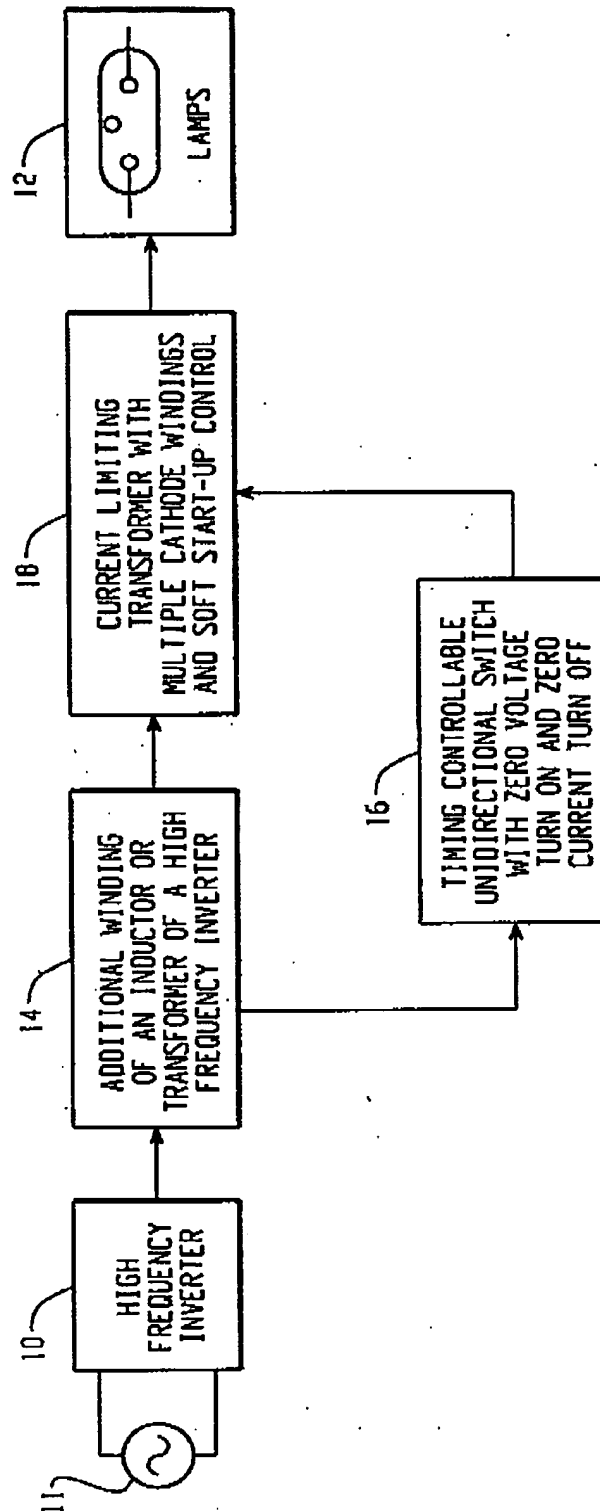 11
10
HIGH
FREQUENCY
INVERTER
14
ADDITIONAL WINDING
OF AN INDUCTOR OR
TRANSFORMER OF A HIGH
FREQUENCY INVERTER
18
CURRENT LIMITING
TRANSFORMER WITH
MULTIPLE CATHODE WINDINGS
AND SOFT START-UP CONTROL
12
LAMPS
16
TIMING CONTROLLABLE
UNIDIRECTIONAL SWITCH
WITH ZERO VOLTAGE
TURN ON AND ZERO
CURRENT TURN OFF